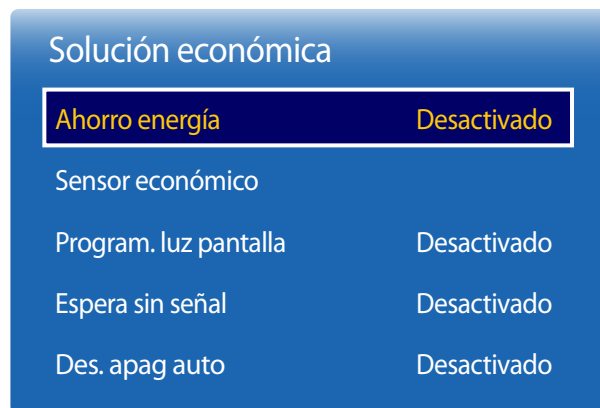 Solución económica
Ahorro energía Desactivado
Sensor económico
Program. luz pantalla Desactivado
Espera sin señal Desactivado
Des. apag auto Desactivado